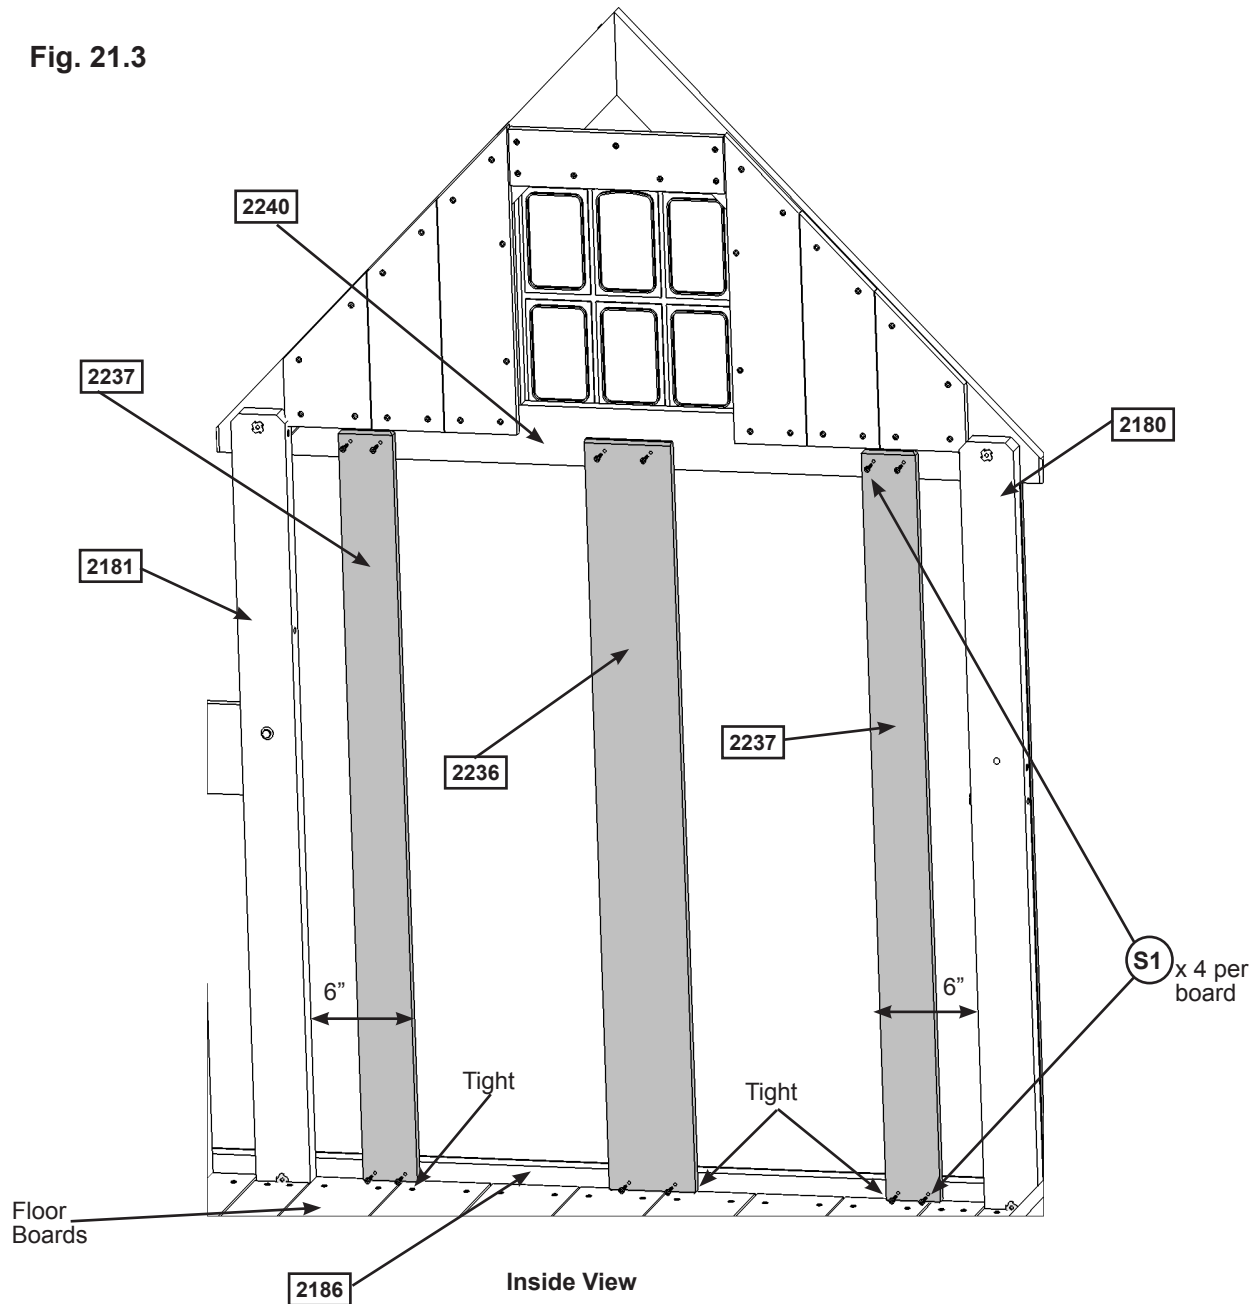 Fig. 21.3
2240
2237
2180
2181
2237
2236
S1
x 4 per
board
6”
6”
Tight
Tight
Floor
Boards
2186
Inside View